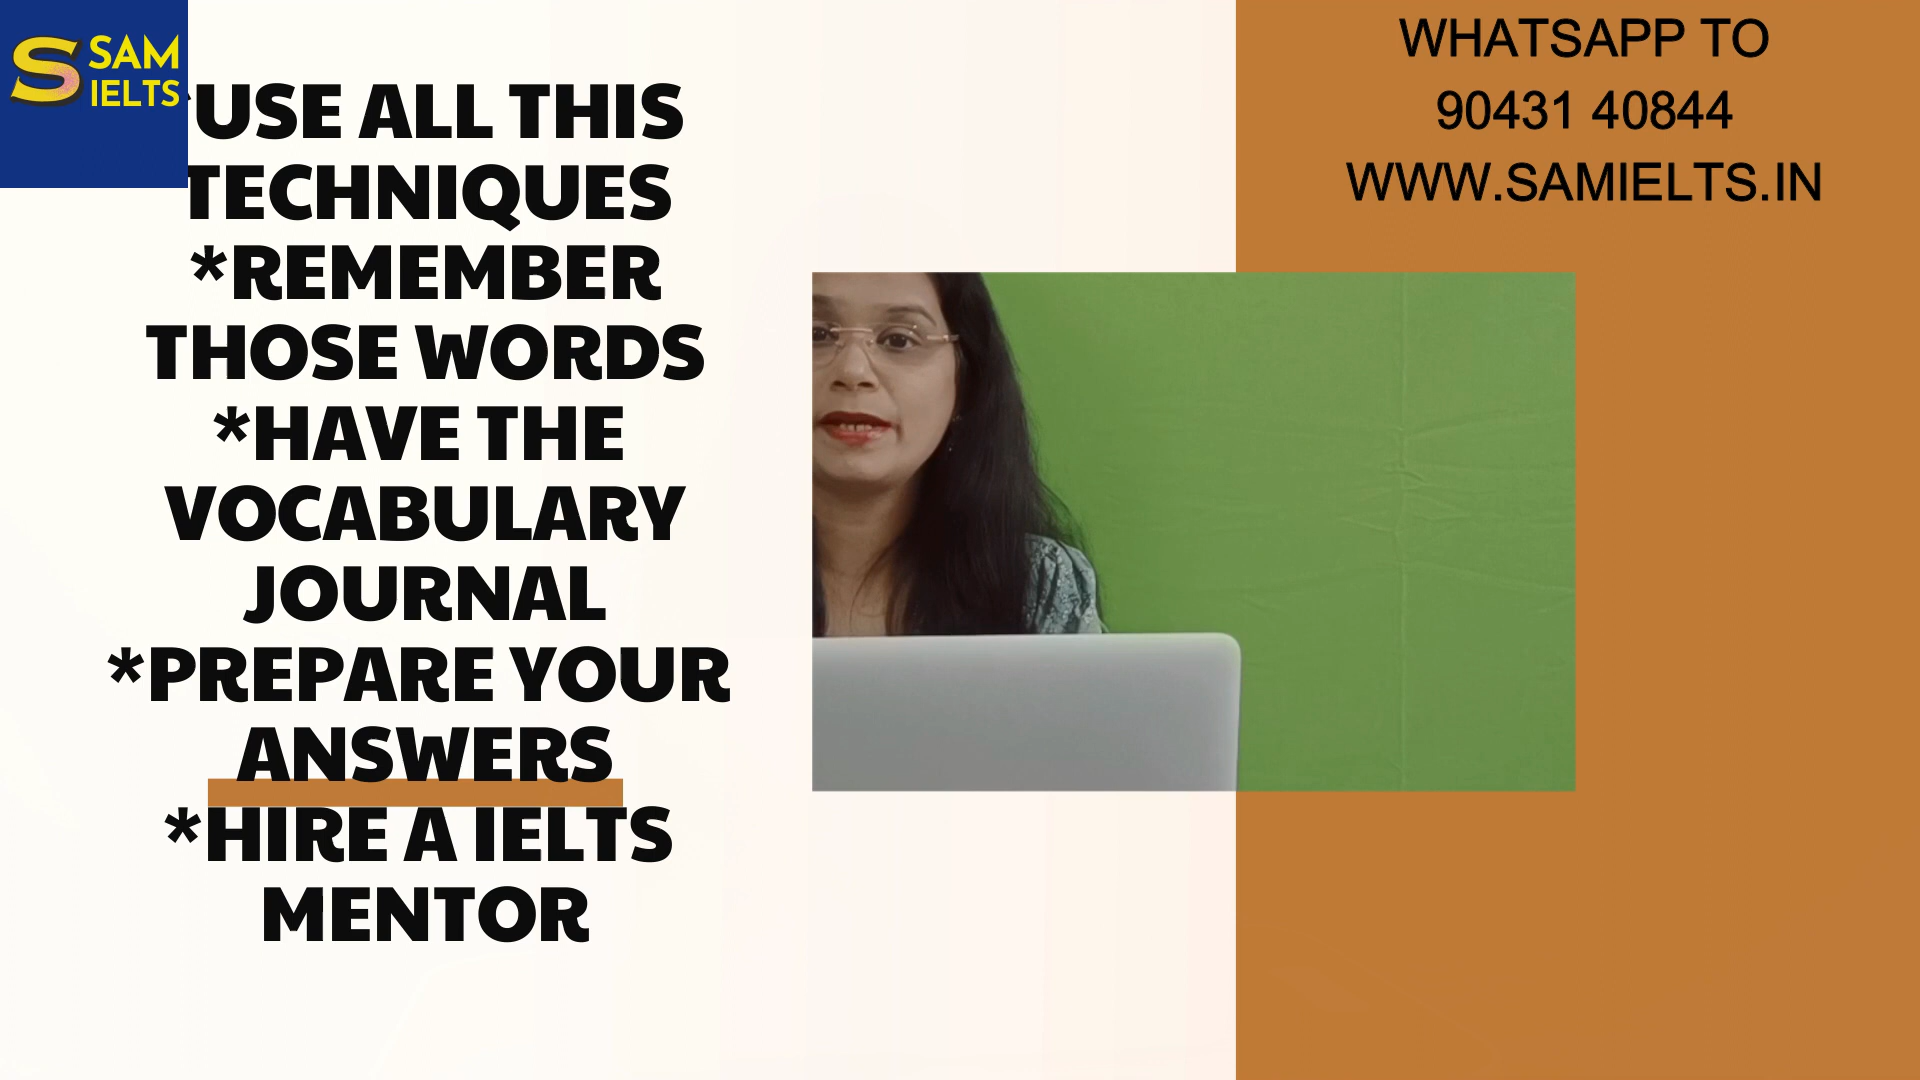 SAM
IELTS
*USE ALL THIS
TECHNIQUES
*REMEMBER
THOSE WORDS
*HAVE THE
VOCABULARY
JOURNAL
*PREPARE YOUR
ANSWERS
*HIRE A IELTS
MENTOR
WHATSAPP TO
90431 40844
WWW.SAMIELTS.IN